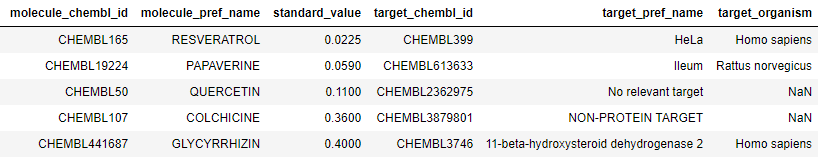 molecule_chembl_id molecule_pref_name standard_value target_chembl_id target_pref_name target_organism
CHEMBL165 RESVERATROL 0.0225 CHEMBL399 HeLa Homo sapiens
CHEMBL19224 PAPAVERINE 0.0590 CHEMBL613633 Ileum Rattus norvegicus
CHEMBL50 QUERCETIN 0.1100 CHEMBL2362975 No relevant target NaN
CHEMBL107 COLCHICINE 0.3600 CHEMBL3879801 NON-PROTEIN TARGET NaN
CHEMBL441687 GLYCYRRHIZIN 0.4000 CHEMBL3746 11-beta-hydroxysteroid dehydrogenase 2 Homo sapiens